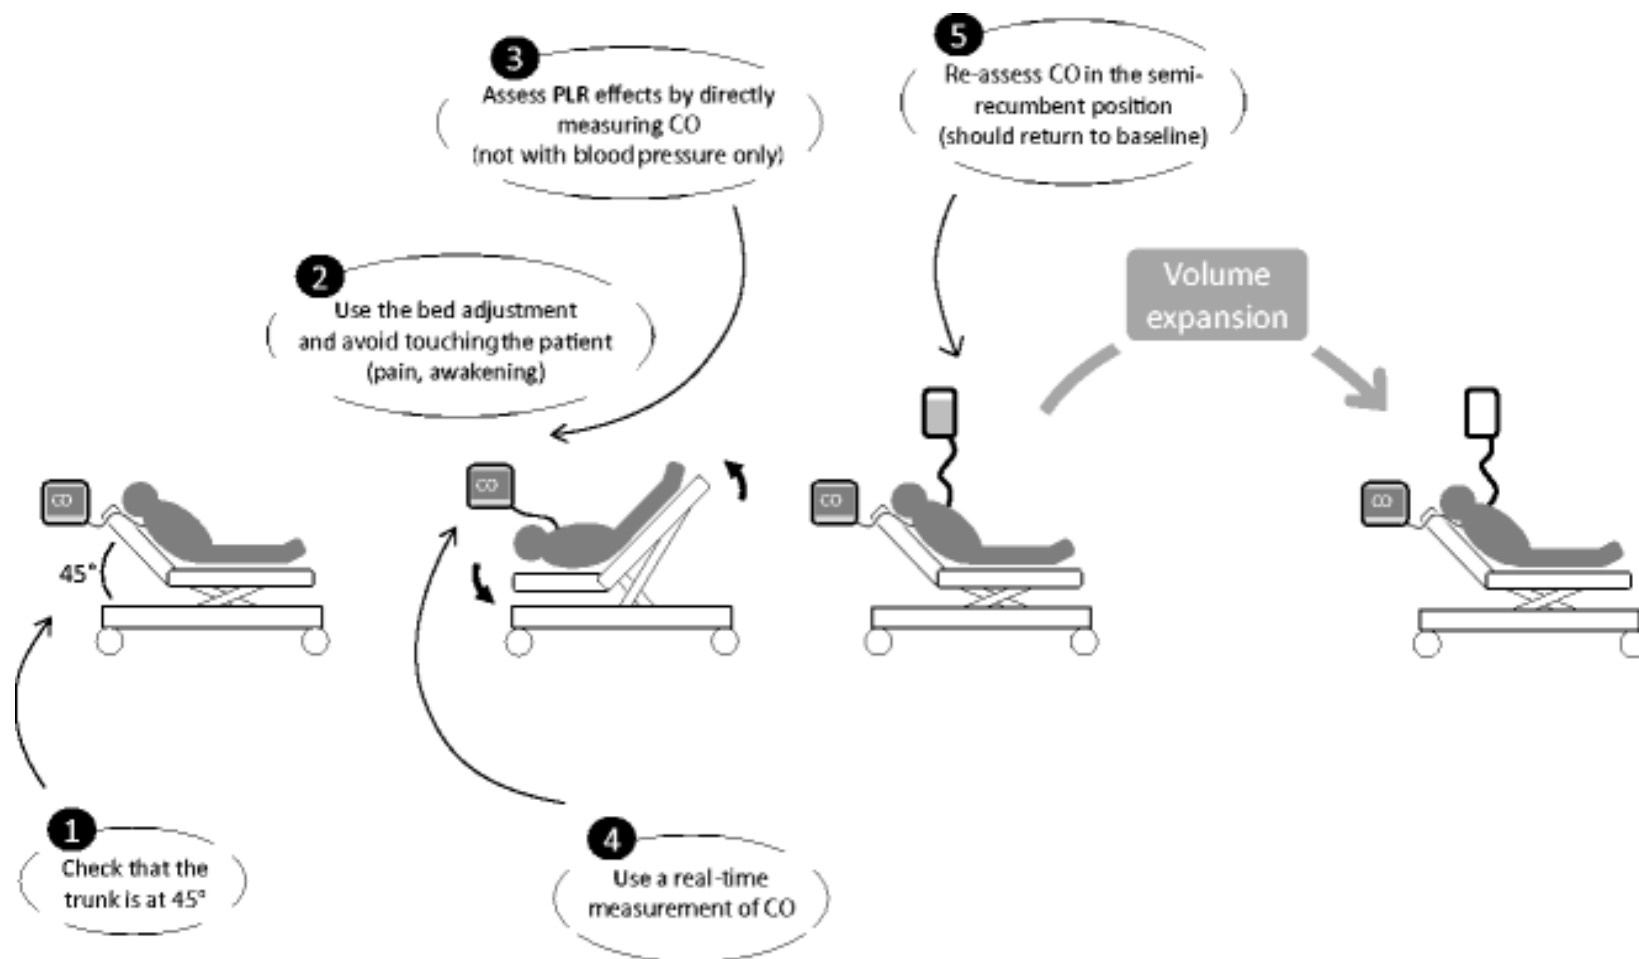 3
Assess PLR effects by directly
measuring CO
(not with blood pressure only)
5
Re-assess CO in the semi-
recumbent position
(should return to baseline)
2
Use the bed adjustment
and avoid touching the patient
(pain, awakening)
Volume
expansion
CO
45°
CO
CO
CO
1
Check that the
trunk is at 45°
4
Use a real-time
measurement of CO